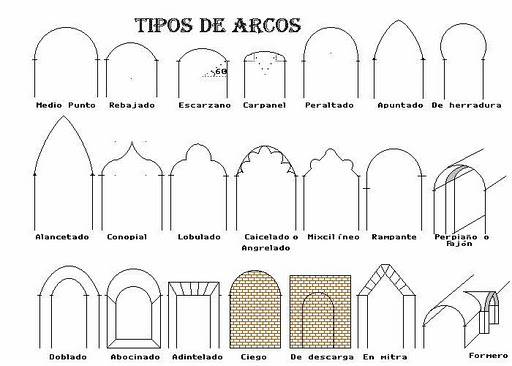 TIPOS DE ARCOS
60
Medio Punto Rebajado Escarzano Carpanel Peraltado Apuntado De herradura
Alancetado Conopial Lobulado Caicelado o Mixcilíneo Rampante Perpiaño o
Angrelado Fajón
Doblado Abocinado Adintelado Ciego De descarga En mitra Formero